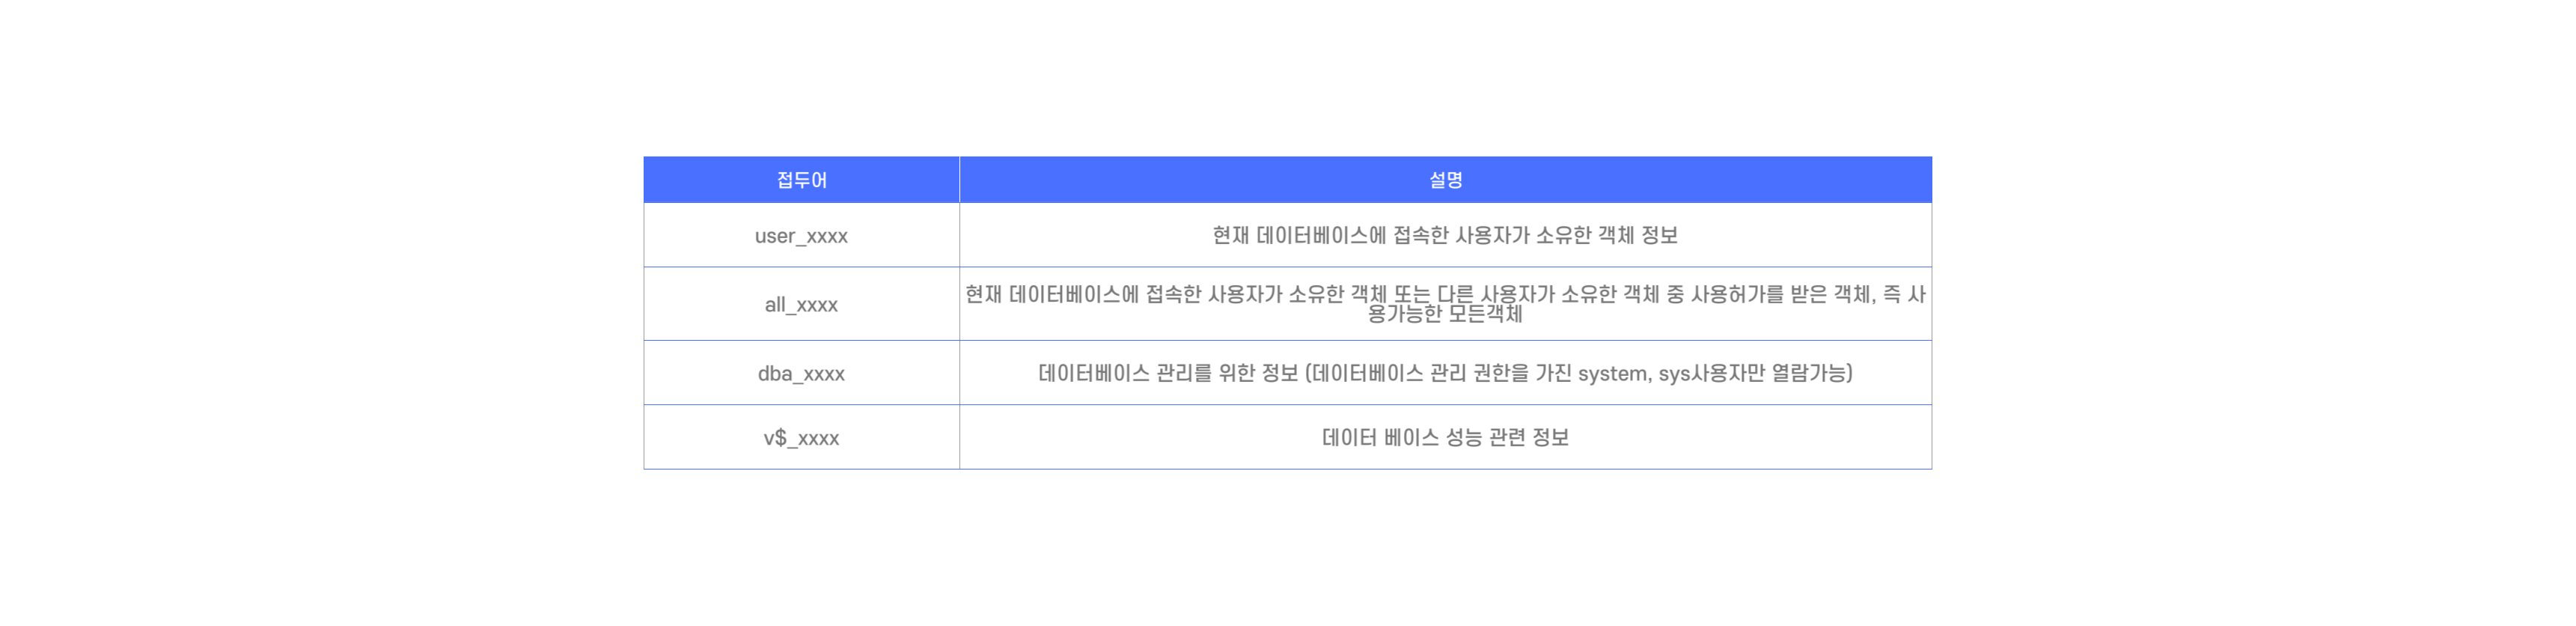 접두어 설명
user_xxxx 현재 데이터베이스에 접속한 사용자가 소유한 객체 정보
all_xxxx 현재 데이터베이스에 접속한 사용자가 소유한 객체 또는 다른 사용자가 소유한 객체 중 사용허가를 받은 객체, 즉 사
용가능한 모든객체
dba_xxxx 데이터베이스 관리를 위한 정보 (데이터베이스 관리 권한을 가진 system, sys사용자만 열람가능)
v$_xxxx 데이터 베이스 성능 관련 정보